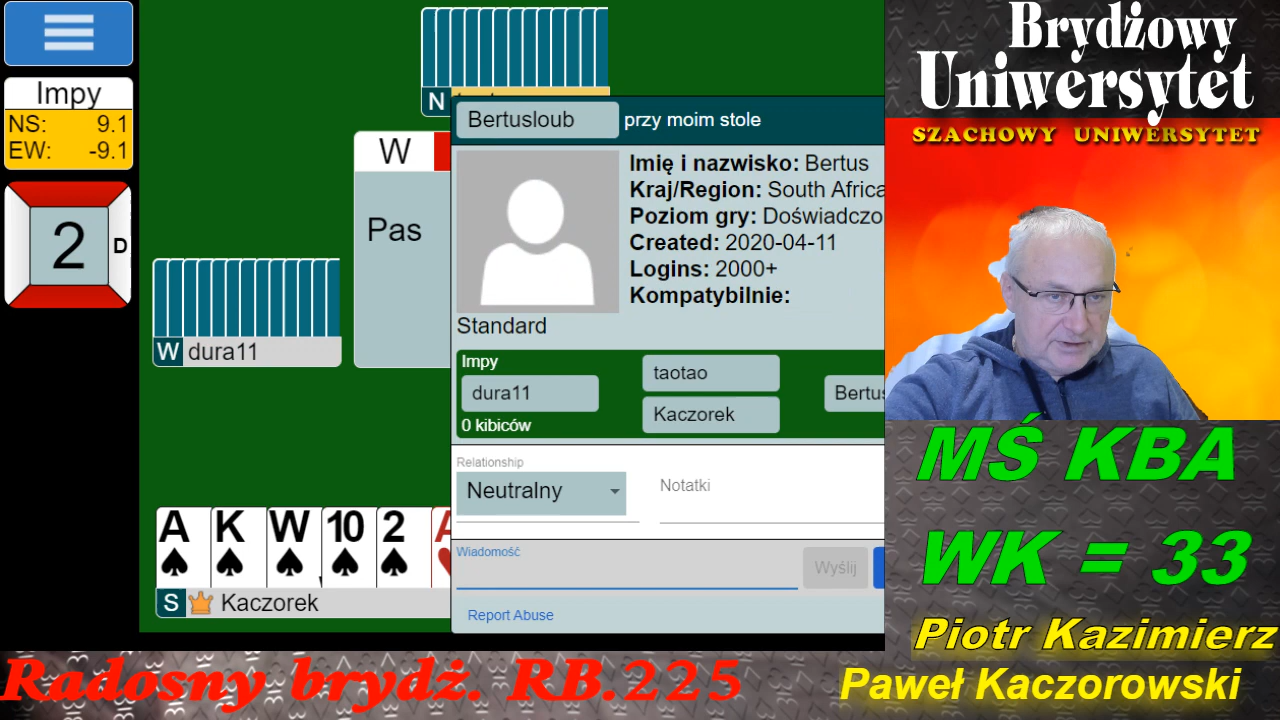 Impy
NS: 9.1
EW: -9.1
2 D
N
W
Pas
W dura11
Bertusloub przy moim stole
Imię i nazwisko: Bertus
Kraj/Region: South Africa
Poziom gry: Doświadczo
Created: 2020-04-11
Logins: 2000+
Kompatybilnie:
Standard
Impy
dura11
taotao
Kaczorek
Bertus
0 kibiców
Relationship
Neutralny
Notatki
Wiadomość
Wyślij
Report Abuse
A K W 10 2 A
S Kaczorek
Brydżowy
Uniwersytet
SZACHOWY UNIWERSYTET
MŚ KBA
WK = 33
Piotr Kazimierz
Paweł Kaczorowski
Radosny brydż. RB.225